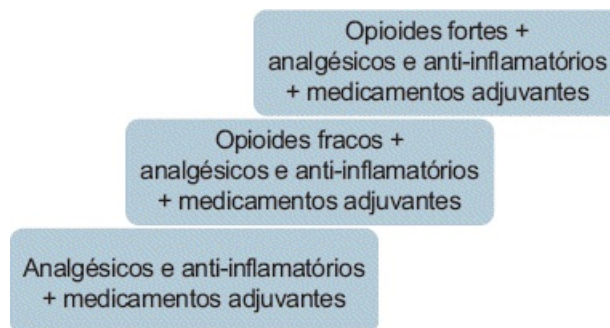 Opioides fortes +
analgésicos e anti-inflamatórios
+ medicamentos adjuvantes
Opioides fracos +
analgésicos e anti-inflamatórios
+ medicamentos adjuvantes
Analgésicos e anti-inflamatórios
+ medicamentos adjuvantes